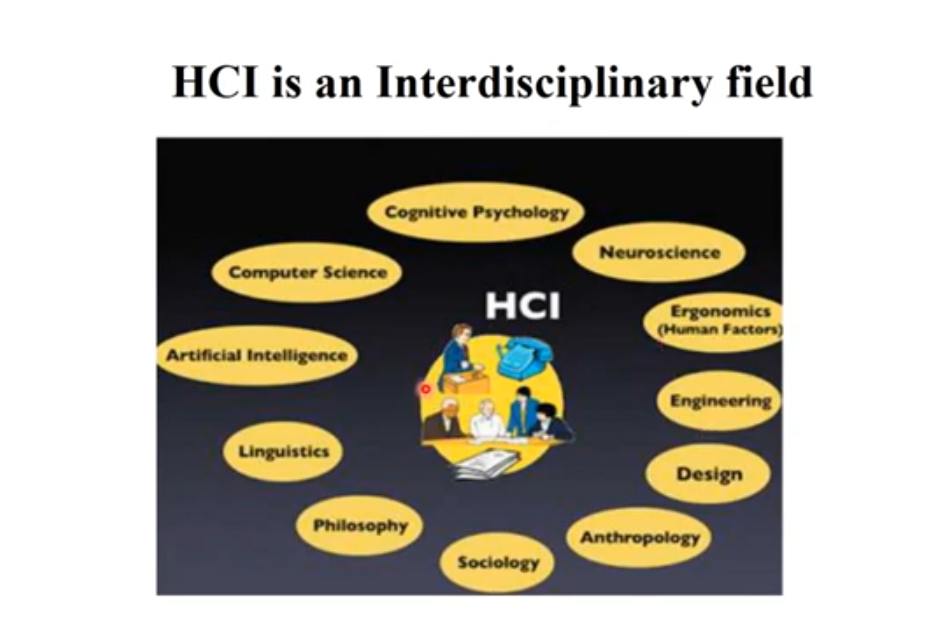 HCI is an Interdisciplinary field
Cognitive Psychology
Neuroscience
Computer Science
HCI
Ergonomics
(Human Factors)
Artificial Intelligence
Engineering
Linguistics
Design
Philosophy
Anthropology
Sociology